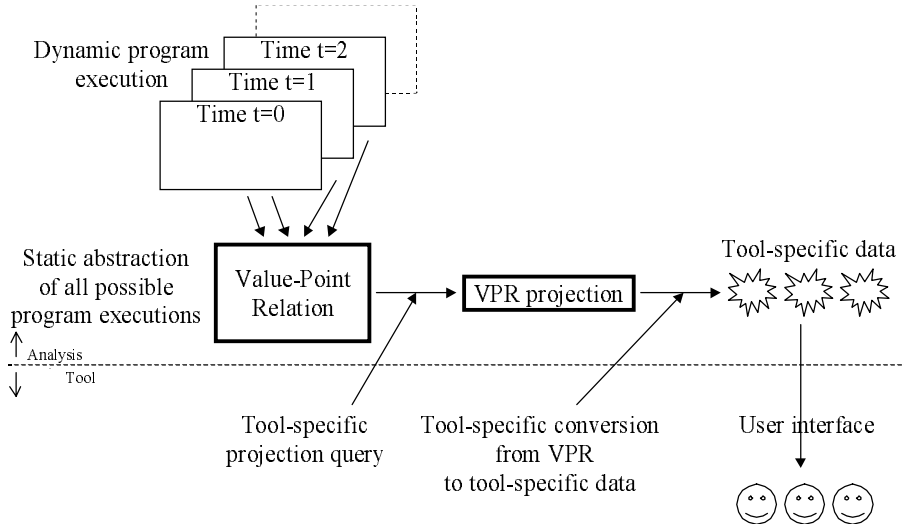 Dynamic program
execution
Time t=2
Time t=1
Time t=0
Static abstraction
of all possible
program executions
Value-Point
Relation
VPR projection
Tool-specific data
Analysis
Tool
Tool-specific
projection query
Tool-specific conversion
from VPR
to tool-specific data
User interface